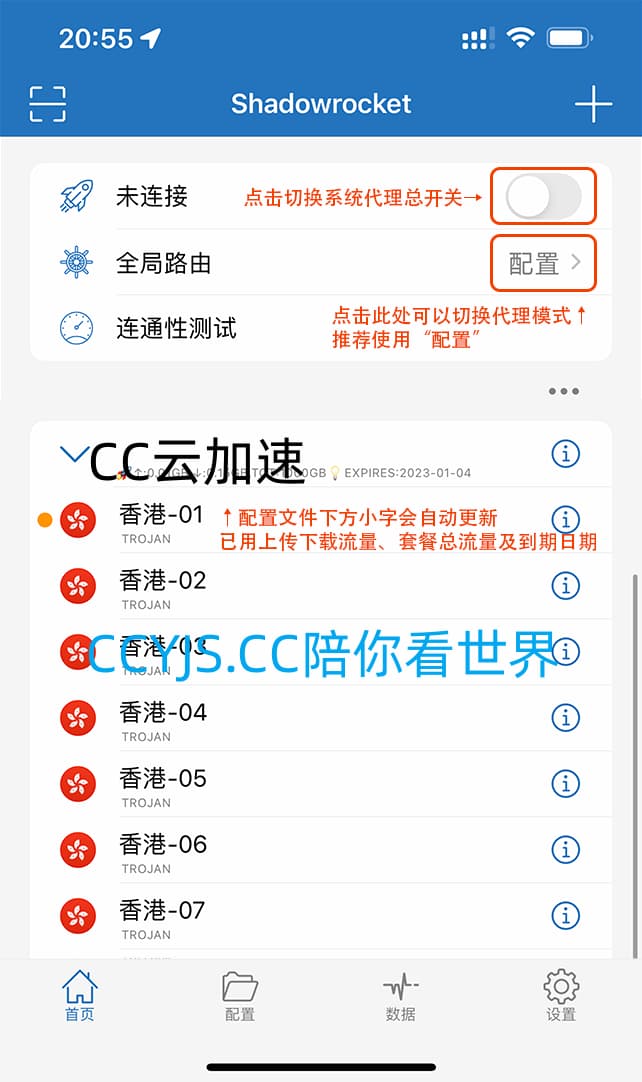 20:55
Shadowrocket
未连接 点击切换系统代理总开关→
全局路由 配置
连通性测试 点击此处可以切换代理模式↑
推荐使用“配置”
CC云加速
TOT:1000GB💡EXPIRES:2023-01-04
香港-01 ↑配置文件下方小字会自动更新
TROJAN 已用上传下载流量、套餐总流量及到期日期
香港-02
TROJAN
香港-03
CCYJS.CC陪你看世界
TROJAN
香港-04
TROJAN
香港-05
TROJAN
香港-06
TROJAN
香港-07
TROJAN
首页 配置 数据 设置